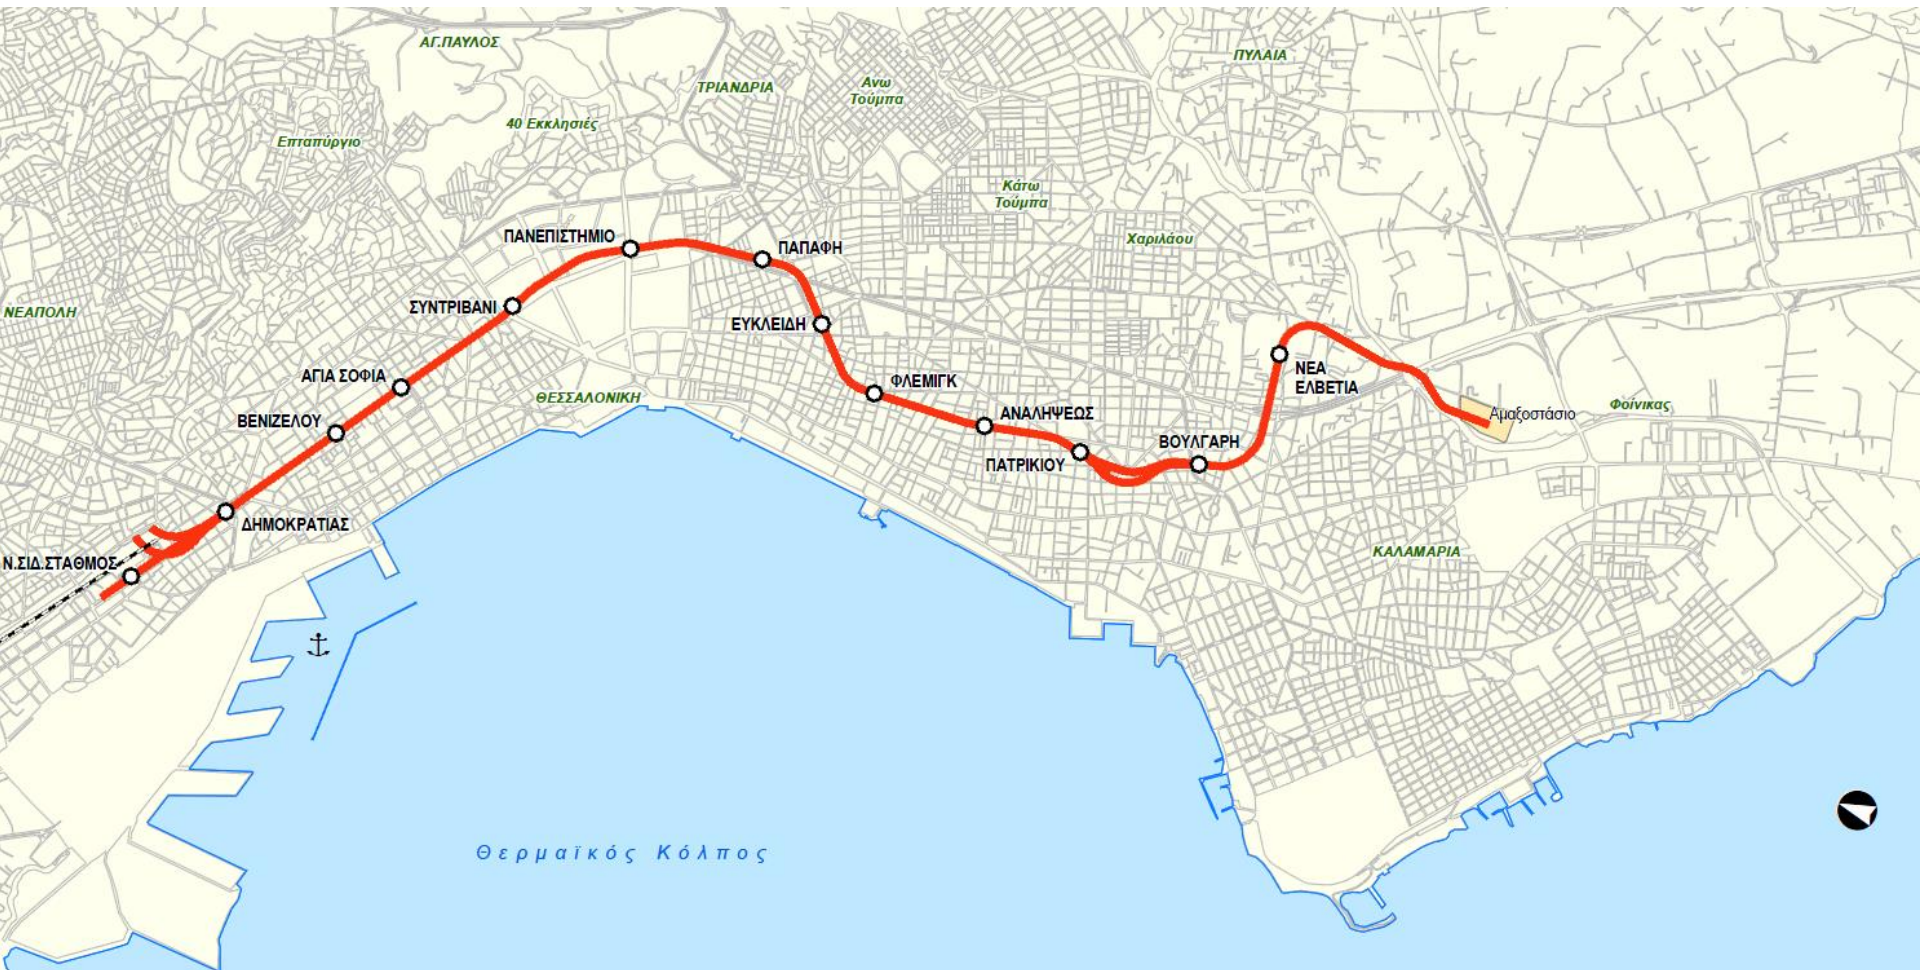 ΑΓ.ΠΑΥΛΟΣ
ΠΥΛΑΙΑ
ΤΡΙΑΝΔΡΙΑ
Ανω
Τούμπα
40 Εκκλησιές
Επταπύργιο
Κάτω
Τούμπα
Χαριλάου
ΠΑΝΕΠΙΣΤΗΜΙΟ
ΠΑΠΑΦΗ
ΣΥΝΤΡΙΒΑΝΙ
ΝΕΑΠΟΛΗ
ΕΥΚΛΕΙΔΗ
ΑΓΙΑ ΣΟΦΙΑ
ΝΕΑ
ΕΛΒΕΤΙΑ
ΦΛΕΜΙΓΚ
ΘΕΣΣΑΛΟΝΙΚΗ
Φοίνικας
Αμαξοστάσιο
ΑΝΑΛΗΨΕΩΣ
ΒΕΝΙΖΕΛΟΥ
ΒΟΥΛΓΑΡΗ
ΠΑΤΡΙΚΙΟΥ
ΔΗΜΟΚΡΑΤΙΑΣ
ΚΑΛΑΜΑΡΙΑ
Ν.ΣΙΔ.ΣΤΑΘΜΟΣ
Θερμαϊκός Κόλπος